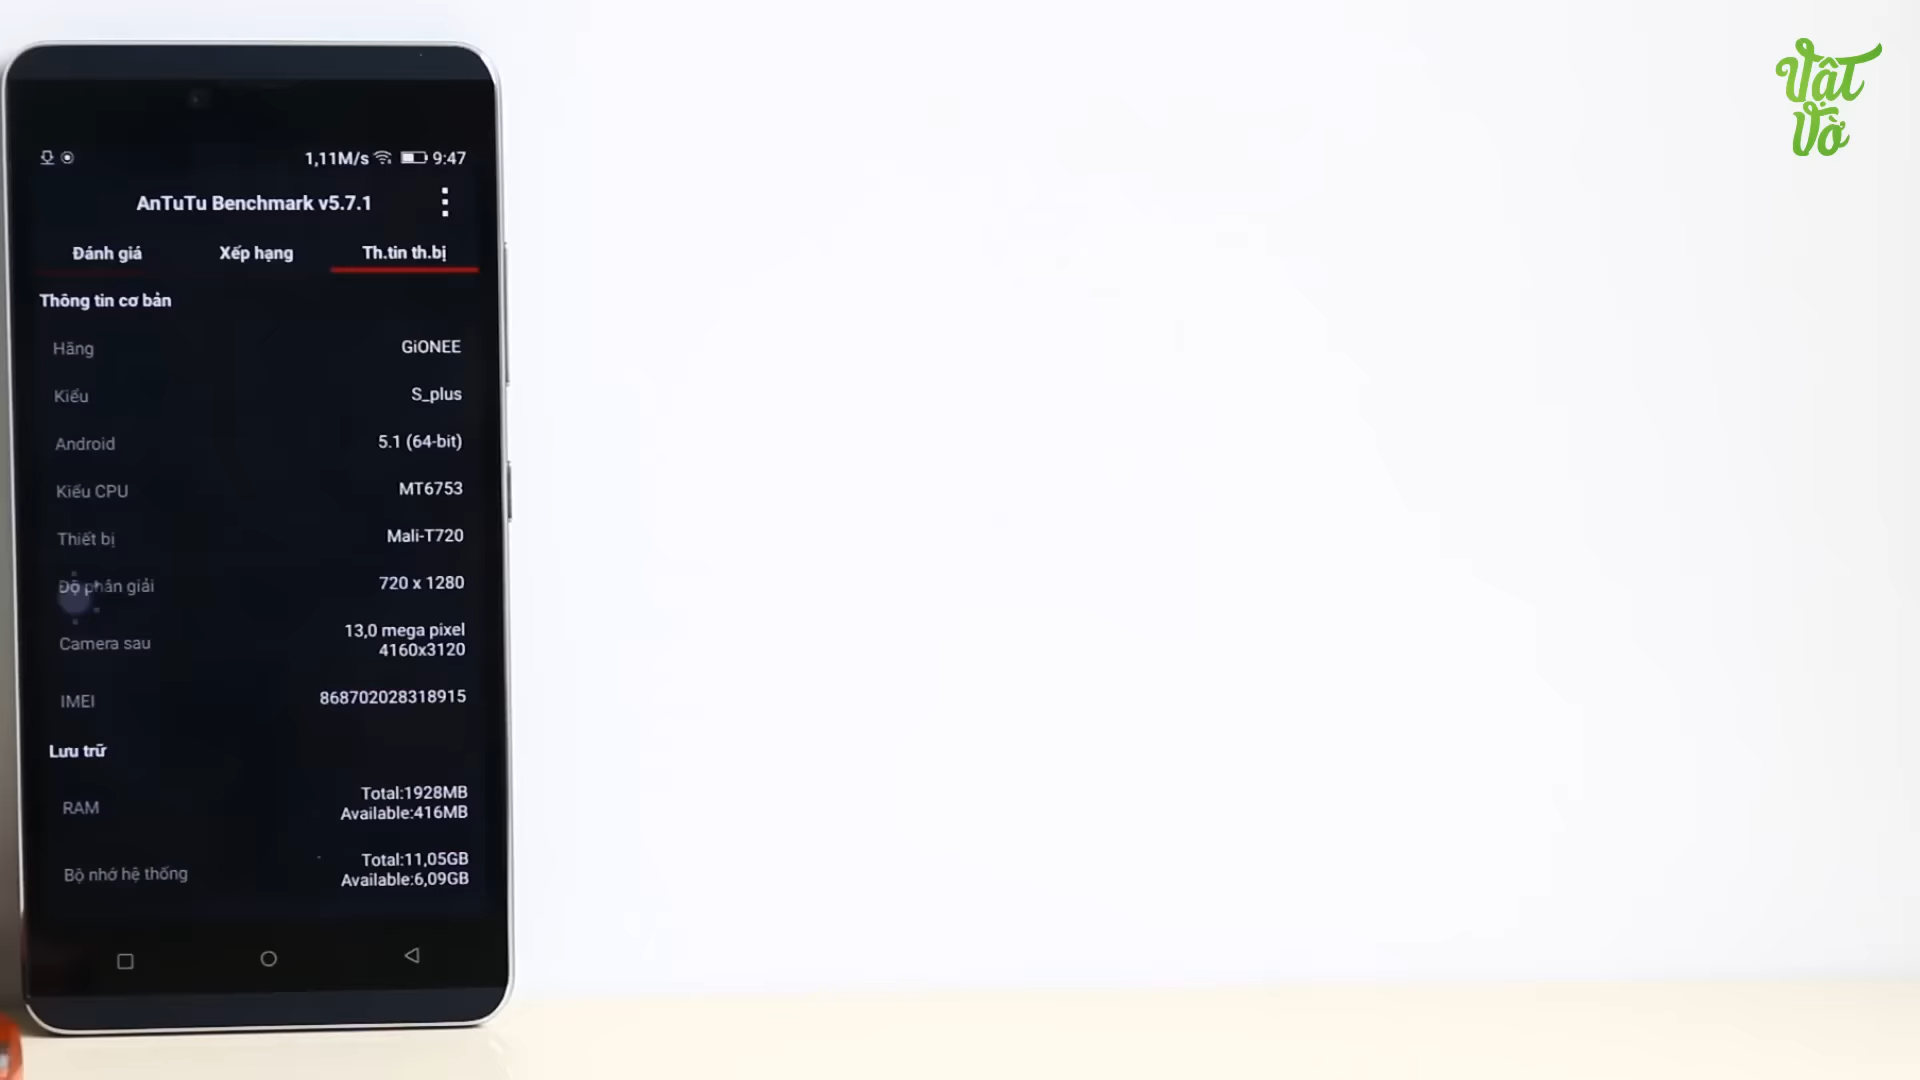 Vật
Vờ
1,11M/s 9:47
AnTuTu Benchmark v5.7.1
Đánh giá Xếp hạng Th.tin th.bị
Thông tin cơ bản
Hãng GiONEE
Kiểu S_plus
Android 5.1 (64-bit)
Kiểu CPU MT6753
Thiết bị Mali-T720
Độ phân giải 720 x 1280
Camera sau 13,0 mega pixel
4160x3120
IMEI 868702028318915
Lưu trữ
RAM Total:1928MB
Available:416MB
Bộ nhớ hệ thống Total:11,05GB
Available:6,09GB